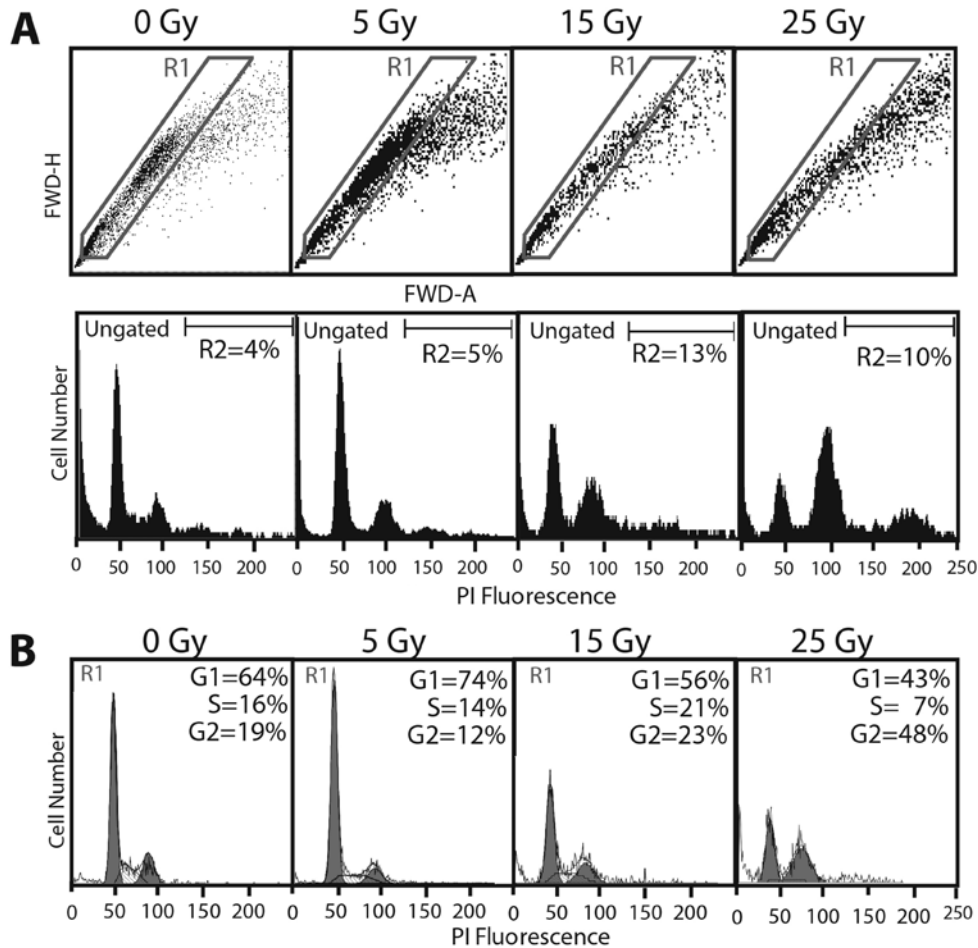 A
0 Gy 5 Gy 15 Gy 25 Gy
R1 R1 R1 R1
FWD-H
FWD-A
Ungated Ungated Ungated Ungated
R2=4% R2=5% R2=13% R2=10%
Cell Number
0 50 100 150 200 0 50 100 150 200 0 50 100 150 200 0 50 100 150 200 250
PI Fluorescence
B
0 Gy 5 Gy 15 Gy 25 Gy
R1 G1=64% R1 G1=74% R1 G1=56% R1 G1=43%
S=16% S=14% S=21% S= 7%
G2=19% G2=12% G2=23% G2=48%
Cell Number
0 50 100 150 200 0 50 100 150 200 0 50 100 150 200 0 50 100 150 200 250
PI Fluorescence